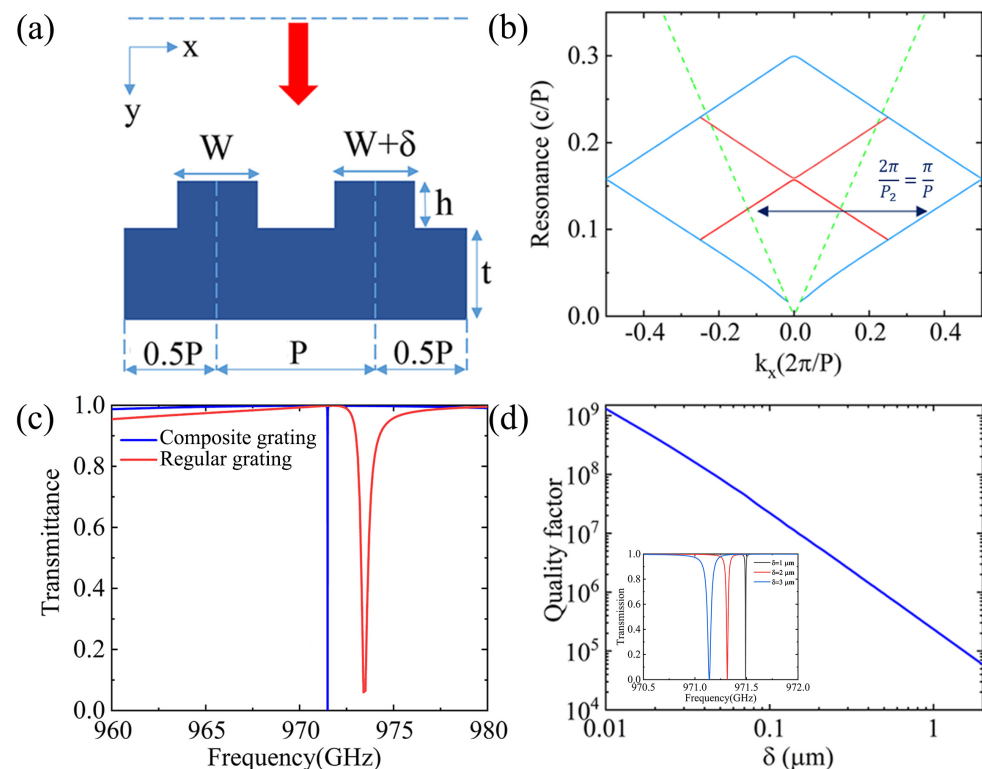 (a)
x
y
W
W+δ
h
t
0.5P
P
0.5P
(b)
Resonance (c/P)
0.3
0.2
0.1
0.0
2π/P₂ = π/P
-0.4
-0.2
0.0
0.2
0.4
kₓ(2π/P)
(c)
Transmittance
1.0
0.8
0.6
0.4
0.2
0.0
Composite grating
Regular grating
960
965
970
975
980
Frequency(GHz)
(d)
Quality factor
10⁹
10⁸
10⁷
10⁶
10⁵
10⁴
0.01
0.1
1
δ (μm)
Transmission
1.0
0.8
0.6
0.4
0.2
0.0
δ=1 μm
δ=2 μm
δ=3 μm
970.5
971.0
971.5
972.0
Frequency(GHz)